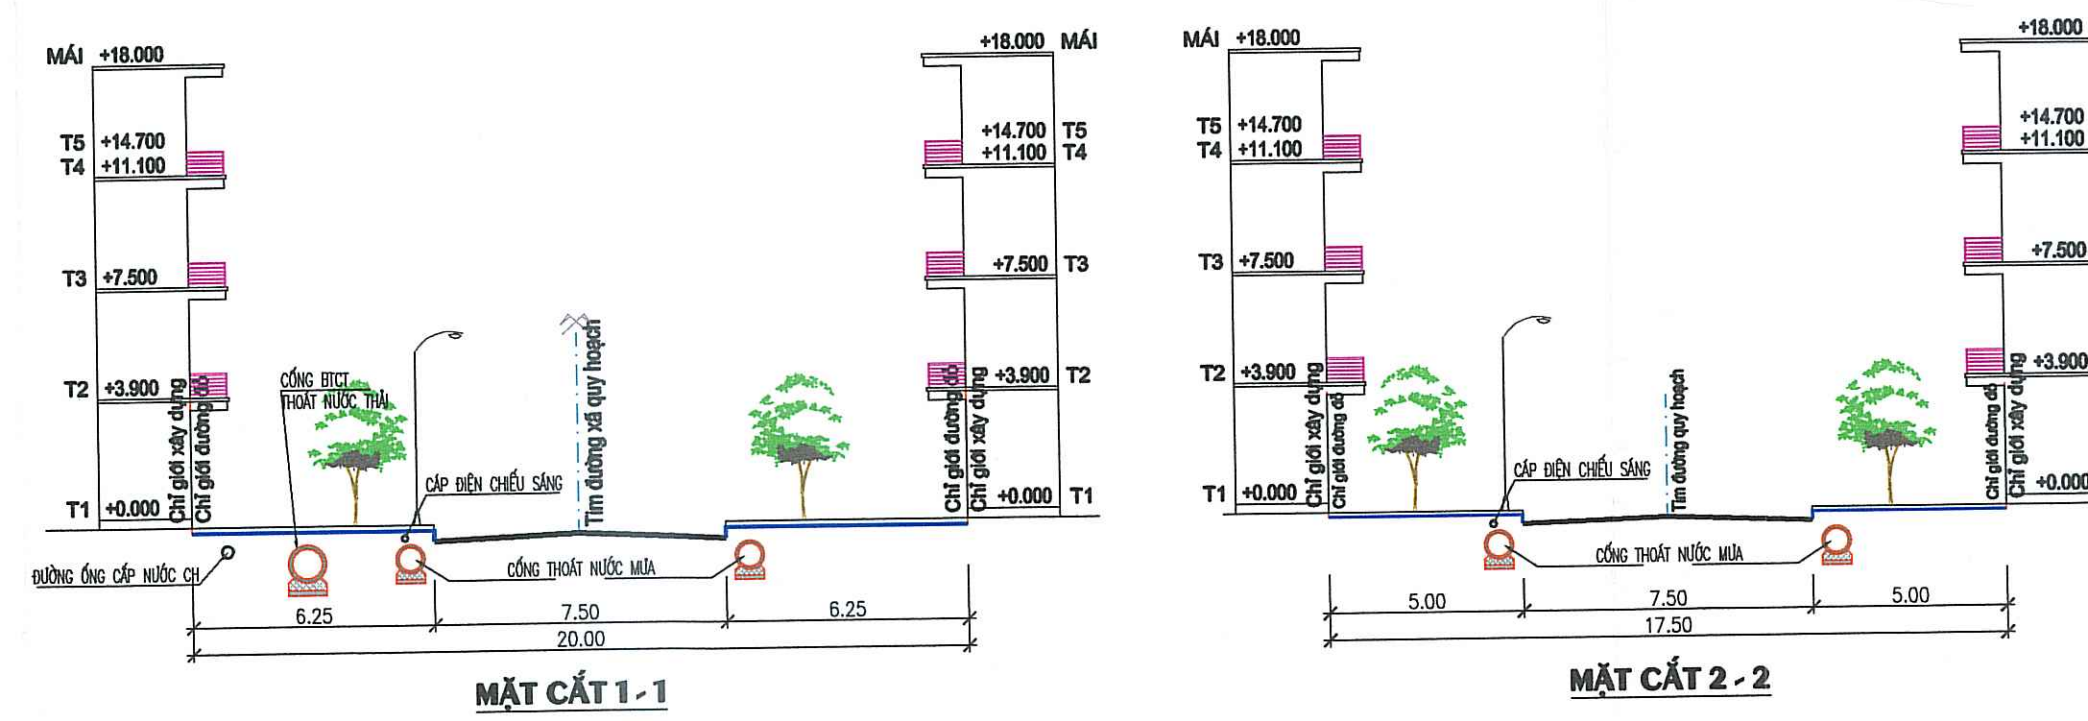 MÁI +18.000
T5 +14.700
T4 +11.100
T3 +7.500
T2 +3.900
T1 +0.000
Chỉ giới xây dựng
Chỉ giới đường đỏ
CỐNG BTCT
THOÁT NƯỚC THẢI
CÁP ĐIỆN CHIẾU SÁNG
Tim đường xá quy hoạch
+18.000 MÁI
+14.700 T5
+11.100 T4
+7.500 T3
+3.900 T2
+0.000 T1
Chỉ giới đường đỏ
Chỉ giới xây dựng
ĐƯỜNG ỐNG CẤP NƯỚC CH
CỐNG THOÁT NƯỚC MƯA
6.25 7.50 6.25
20.00
MẶT CẮT 1 - 1
MÁI +18.000
T5 +14.700
T4 +11.100
T3 +7.500
T2 +3.900
T1 +0.000
Chỉ giới xây dựng
Chỉ giới đường đỏ
CÁP ĐIỆN CHIẾU SÁNG
Tim đường quy hoạch
+18.000
+14.700
+11.100
+7.500
+3.900
+0.000
Chỉ giới đường đỏ
Chỉ giới xây dựng
CỐNG THOÁT NƯỚC MƯA
5.00 7.50 5.00
17.50
MẶT CẮT 2 - 2